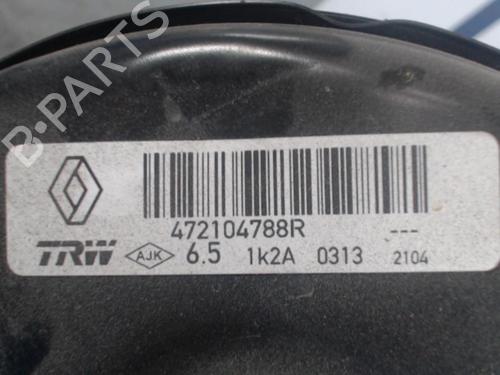 B-PARTS
472104788R ---
TRW AJK 6.5 1k2A 0313 2104